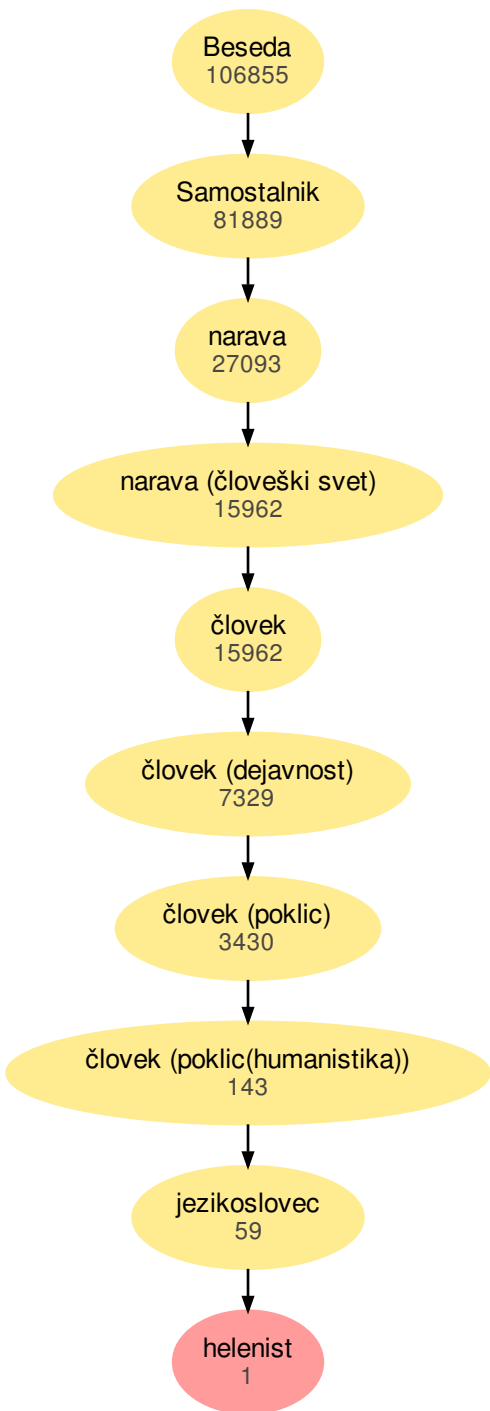 Beseda
106855
Samostalnik
81889
narava
27093
narava (človeški svet)
15962
človek
15962
človek (dejavnost)
7329
človek (poklic)
3430
človek (poklic(humanistika))
143
jezikoslovec
59
helenist
1